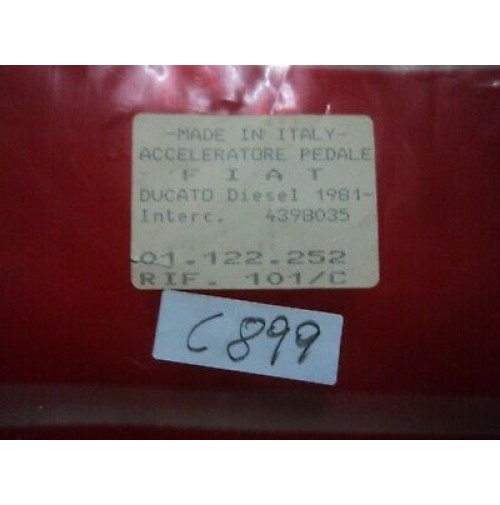 -MADE IN ITALY-
ACCELERATORE PEDALE
F I A T
DUCATO Diesel 1981-
Interc. 4398035
01.122.252
RIF. 101/C
C899